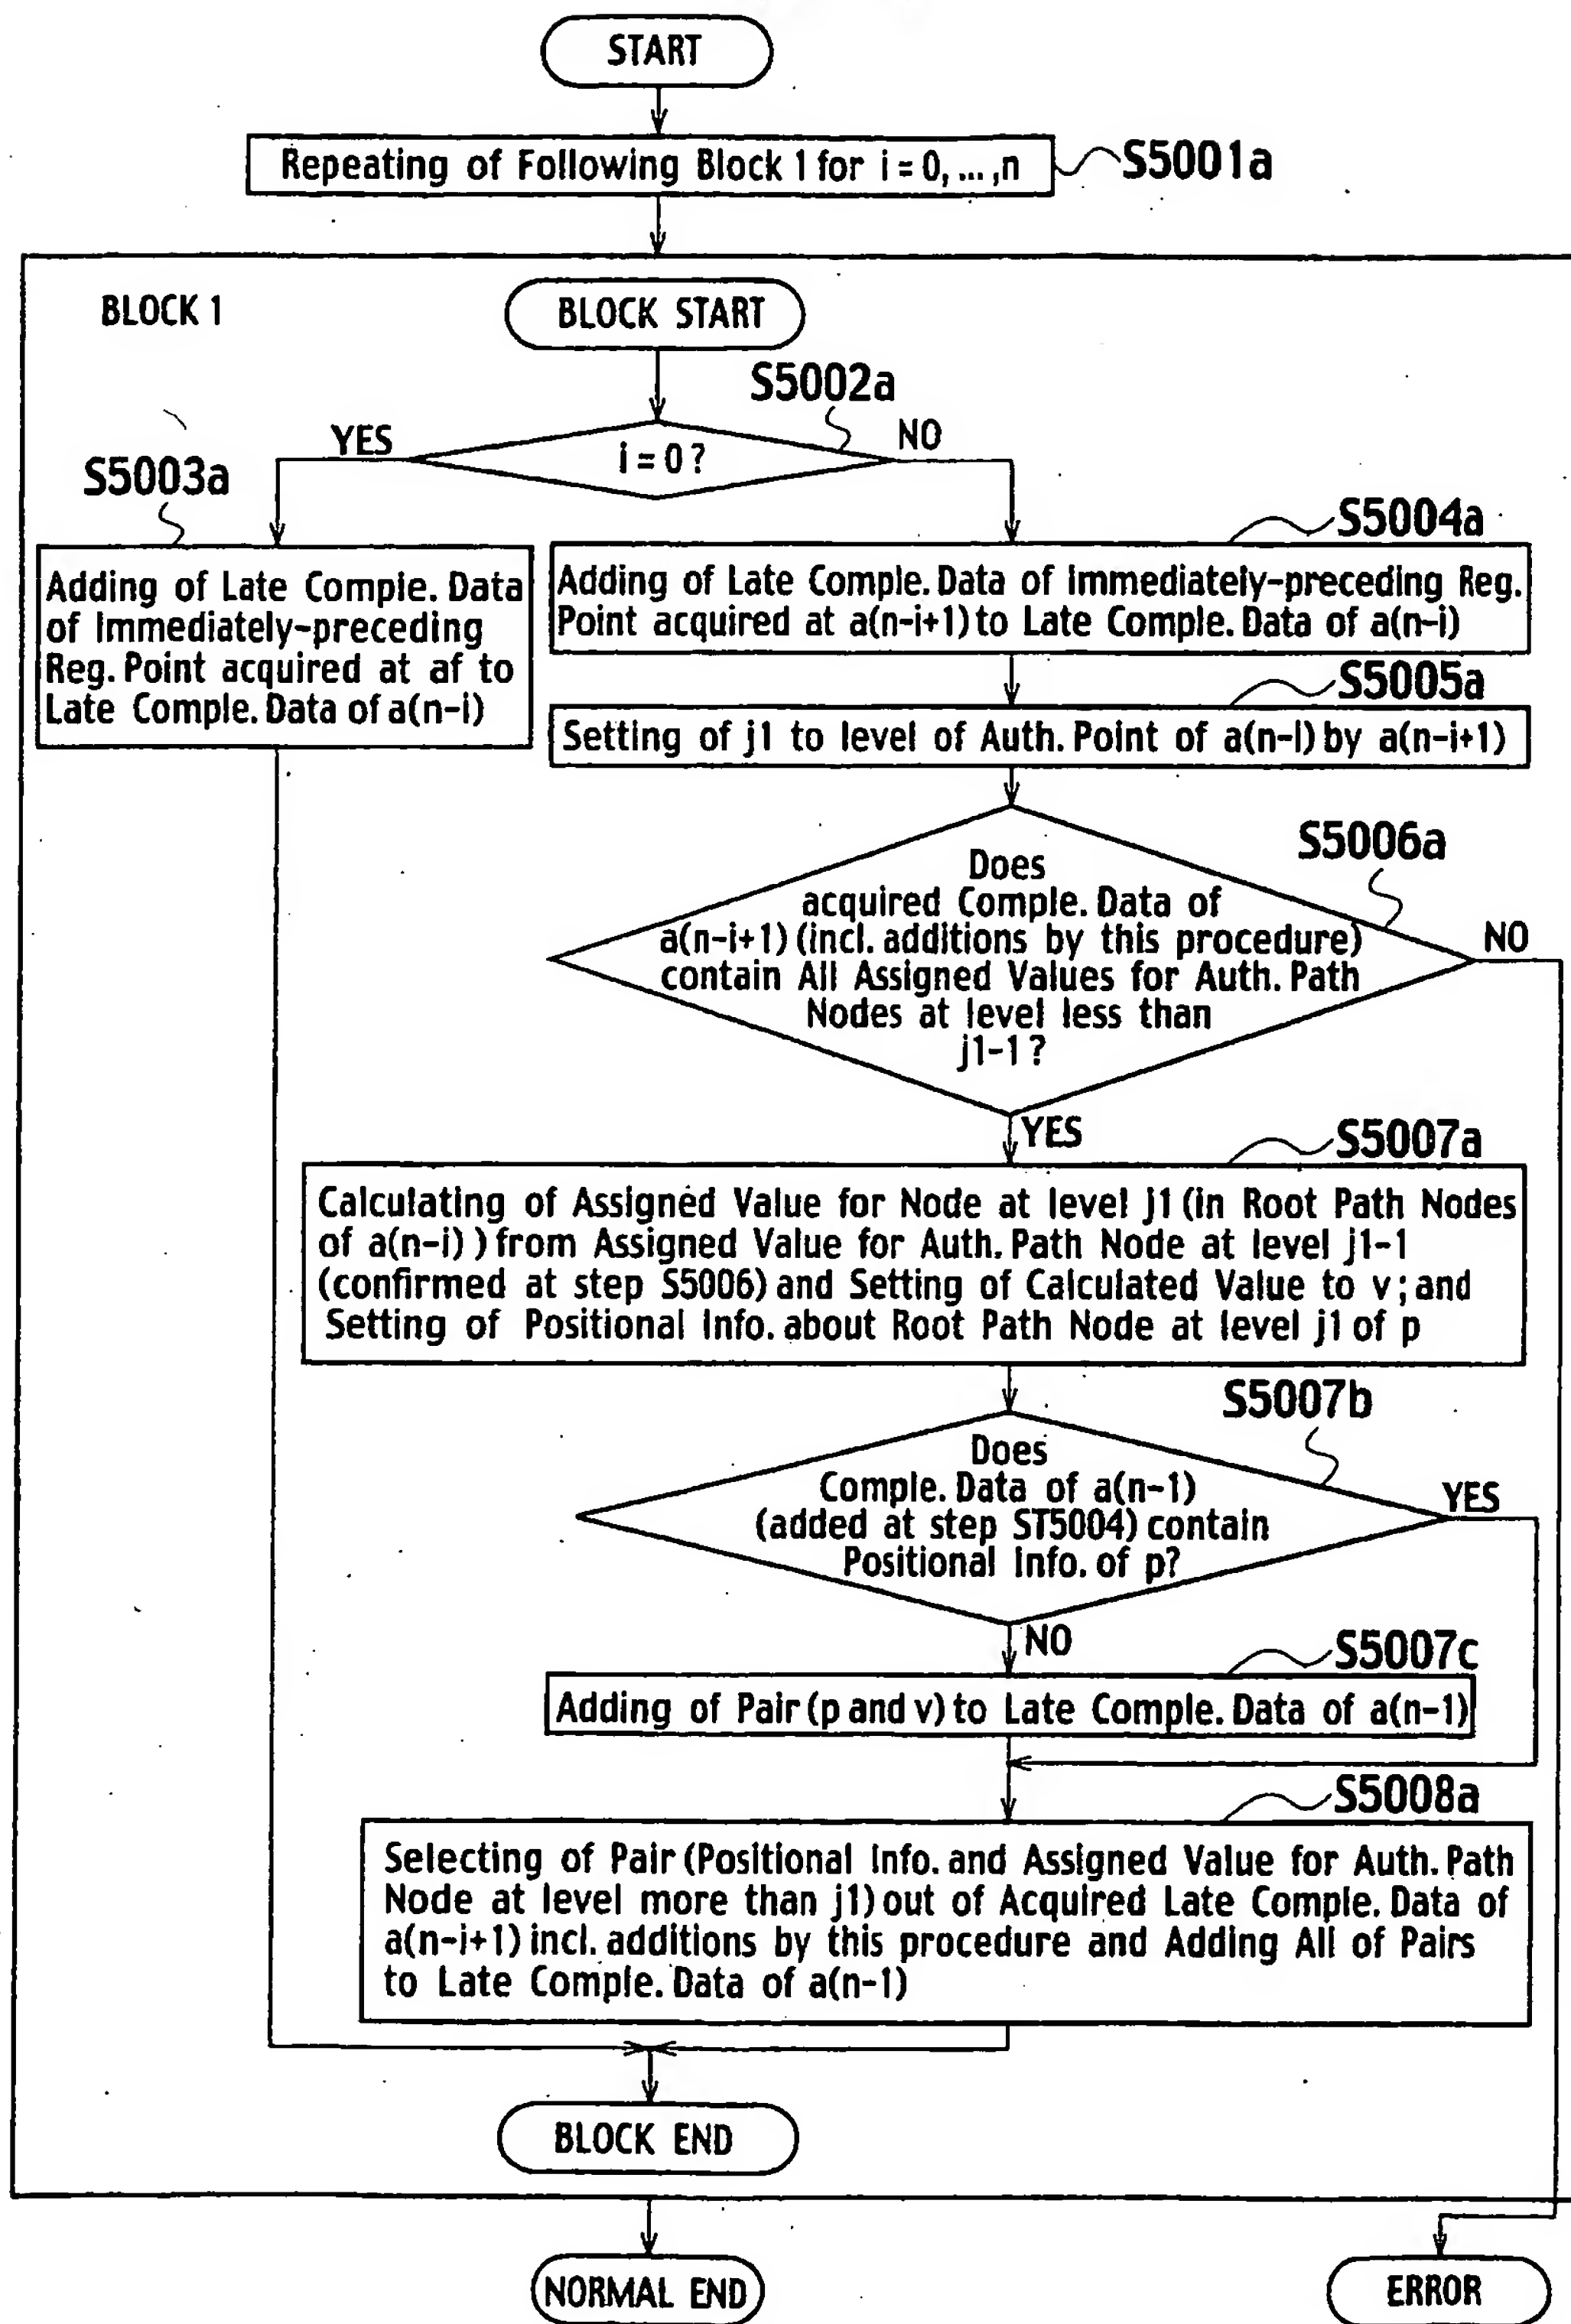 START
Repeating of Following Block 1 for i = 0, ... ,n
S5001a
BLOCK 1
BLOCK START
S5002a
YES
i = 0 ?
NO
S5003a
Adding of Late Comple. Data
of Immediately-preceding
Reg. Point acquired at af to
Late Comple. Data of a(n-i)
S5004a
Adding of Late Comple. Data of Immediately-preceding Reg.
Point acquired at a(n-i+1) to Late Comple. Data of a(n-i)
S5005a
Setting of j1 to level of Auth. Point of a(n-i) by a(n-i+1)
S5006a
Does
acquired Comple. Data of
a(n-i+1) (incl. additions by this procedure)
contain All Assigned Values for Auth. Path
Nodes at level less than
j1-1 ?
NO
YES
S5007a
Calculating of Assigned Value for Node at level j1 (in Root Path Nodes
of a(n-i) ) from Assigned Value for Auth. Path Node at level j1-1
(confirmed at step S5006) and Setting of Calculated Value to v ; and
Setting of Positional Info. about Root Path Node at level j1 of p
S5007b
Does
Comple. Data of a(n-1)
(added at step ST5004) contain
Positional Info. of p?
YES
NO
S5007c
Adding of Pair (p and v) to Late Comple. Data of a(n-1)
S5008a
Selecting of Pair (Positional Info. and Assigned Value for Auth. Path
Node at level more than j1) out of Acquired Late Comple. Data of
a(n-i+1) incl. additions by this procedure and Adding All of Pairs
to Late Comple. Data of a(n-1)
BLOCK END
NORMAL END
ERROR